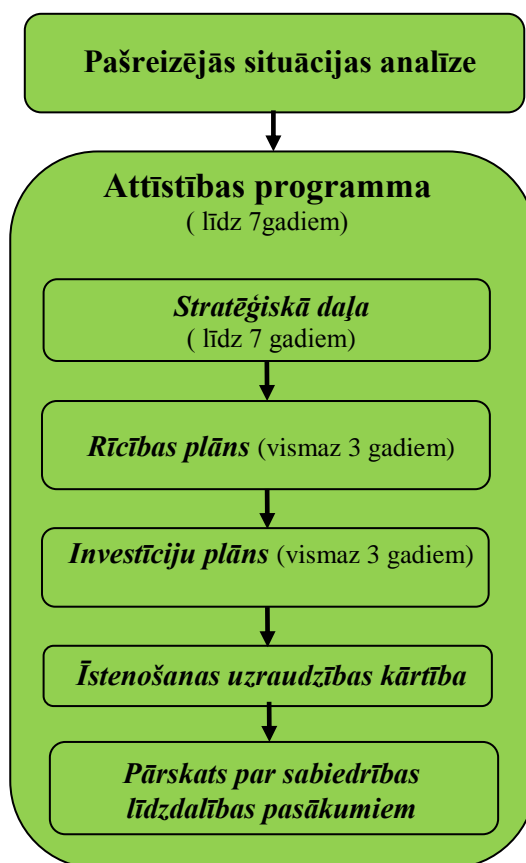 Pašreizējās situācijas analīze
Attīstības programma
( līdz 7gadiem)
Stratēģiskā daļa
( līdz 7 gadiem)
Rīcības plāns (vismaz 3 gadiem)
Investīciju plāns (vismaz 3 gadiem)
Īstenošanas uzraudzības kārtība
Pārskats par sabiedrības
līdzdalības pasākumiem